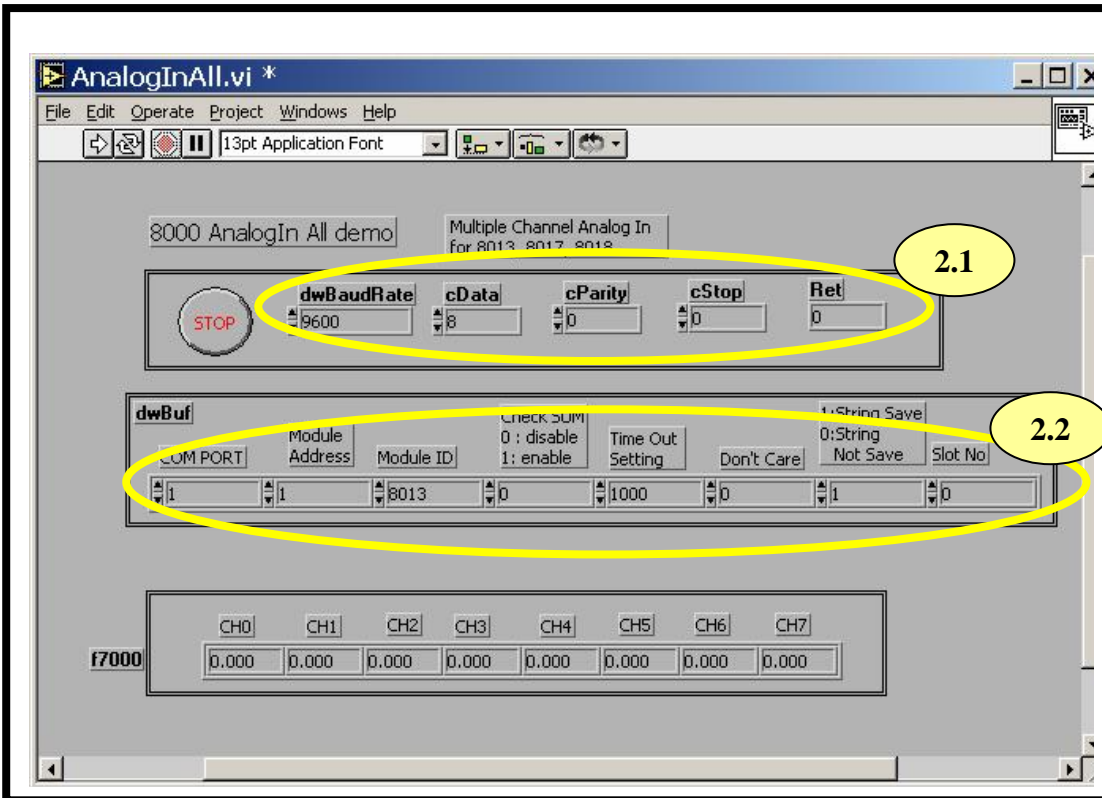 AnalogInAll.vi *
File Edit Operate Project Windows Help
13pt Application Font
8000 AnalogIn All demo
Multiple Channel Analog In
for 8013, 8017, 8018
2.1
STOP
dwBaudRate cData cParity cStop Ret
9600 8 0 0 0
dwBuf
COM PORT
Module
Address
Module ID
Check SUM
0 : disable
1: enable
Time Out
Setting
Don't Care
1:String Save
0:String
Not Save
Slot No
2.2
1 1 8013 0 1000 0 1 0
CH0 CH1 CH2 CH3 CH4 CH5 CH6 CH7
f7000 0.000 0.000 0.000 0.000 0.000 0.000 0.000 0.000